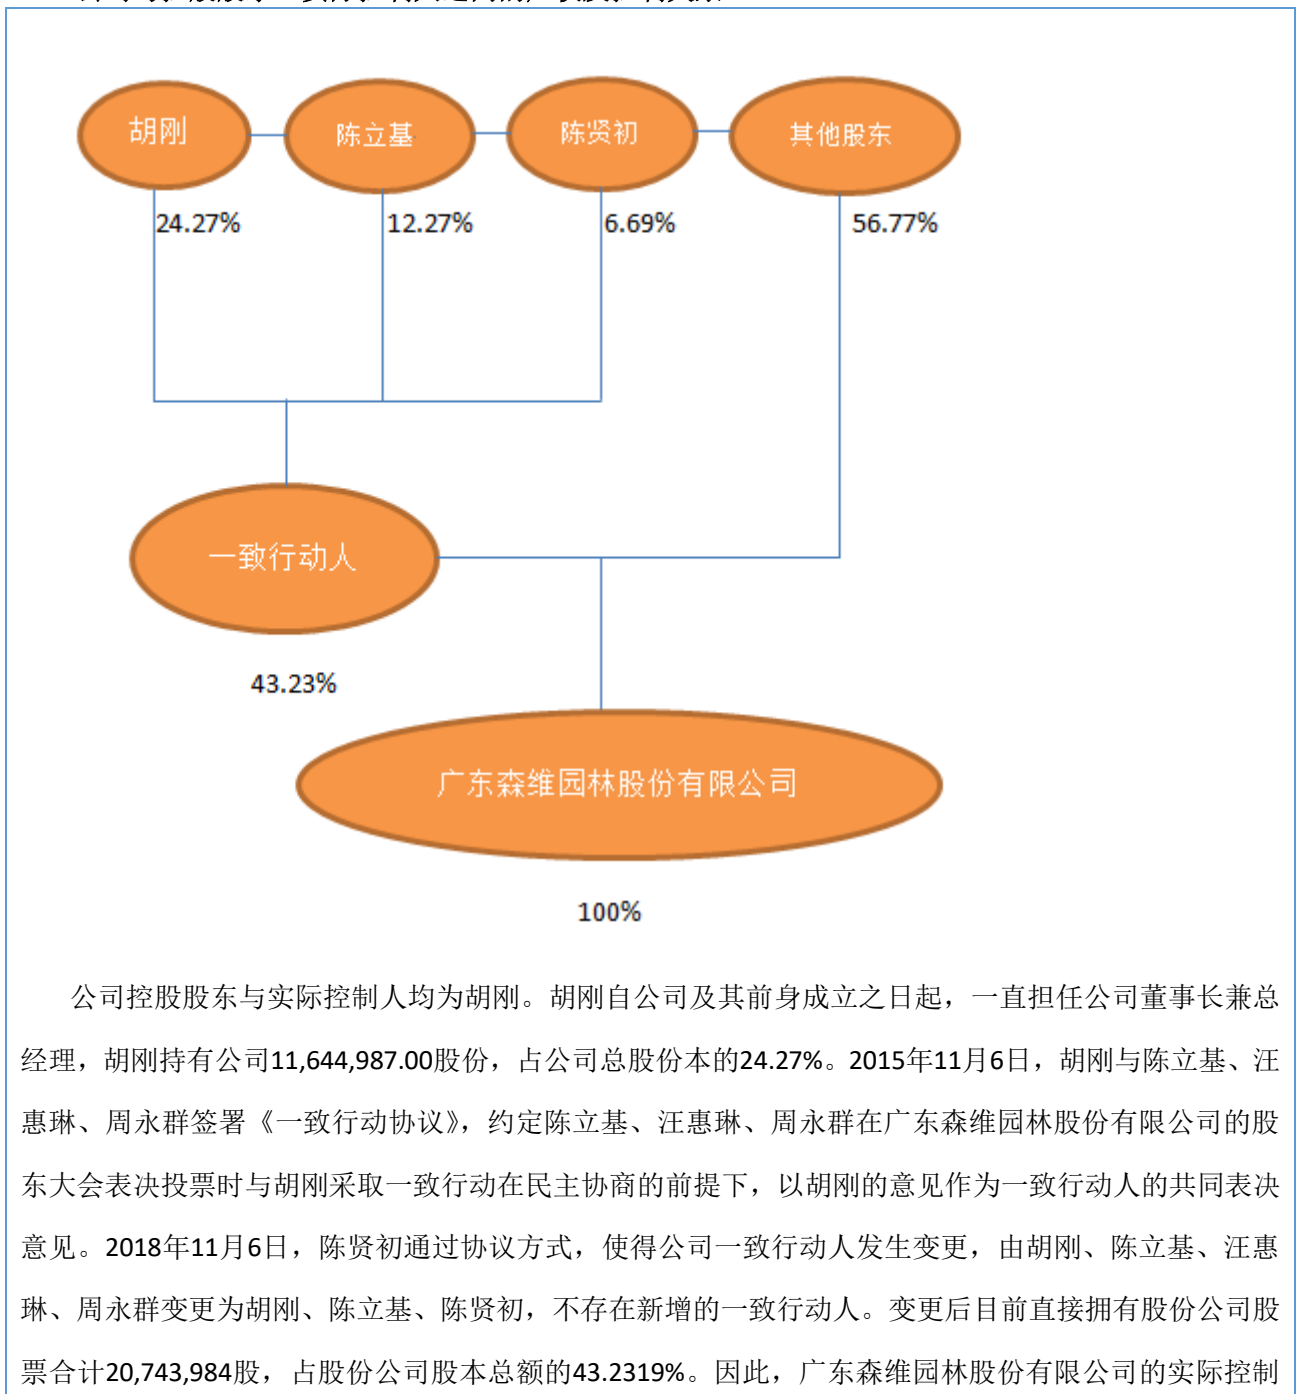 胡刚
陈立基
陈贤初
其他股东
24.27%
12.27%
6.69%
56.77%
一致行动人
43.23%
广东森维园林股份有限公司
100%
公司控股股东与实际控制人均为胡刚。胡刚自公司及其前身成立之日起，一直担任公司董事长兼总
经理，胡刚持有公司11,644,987.00股份，占公司总股份本的24.27%。2015年11月6日，胡刚与陈立基、汪
惠琳、周永群签署《一致行动协议》，约定陈立基、汪惠琳、周永群在广东森维园林股份有限公司的股
东大会表决投票时与胡刚采取一致行动在民主协商的前提下，以胡刚的意见作为一致行动人的共同表决
意见。2018年11月6日，陈贤初通过协议方式，使得公司一致行动人发生变更，由胡刚、陈立基、汪惠
琳、周永群变更为胡刚、陈立基、陈贤初，不存在新增的一致行动人。变更后目前直接拥有股份公司股
票合计20,743,984股，占股份公司股本总额的43.2319%。因此，广东森维园林股份有限公司的实际控制